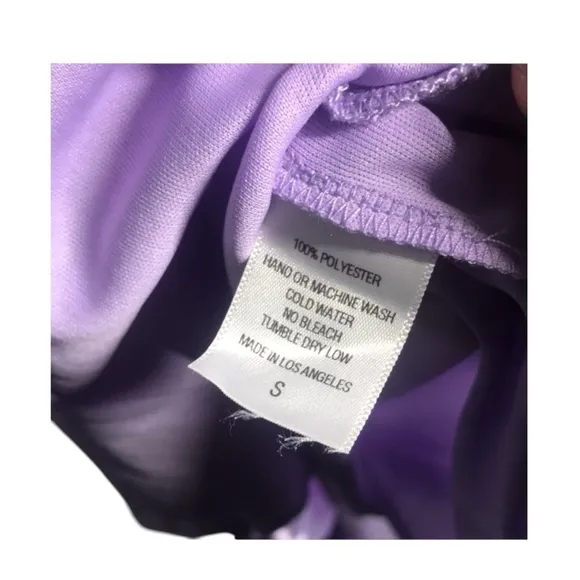 100% POLYESTER
HAND OR MACHINE WASH
COLD WATER
NO BLEACH
TUMBLE DRY LOW
MADE IN LOS ANGELES
S